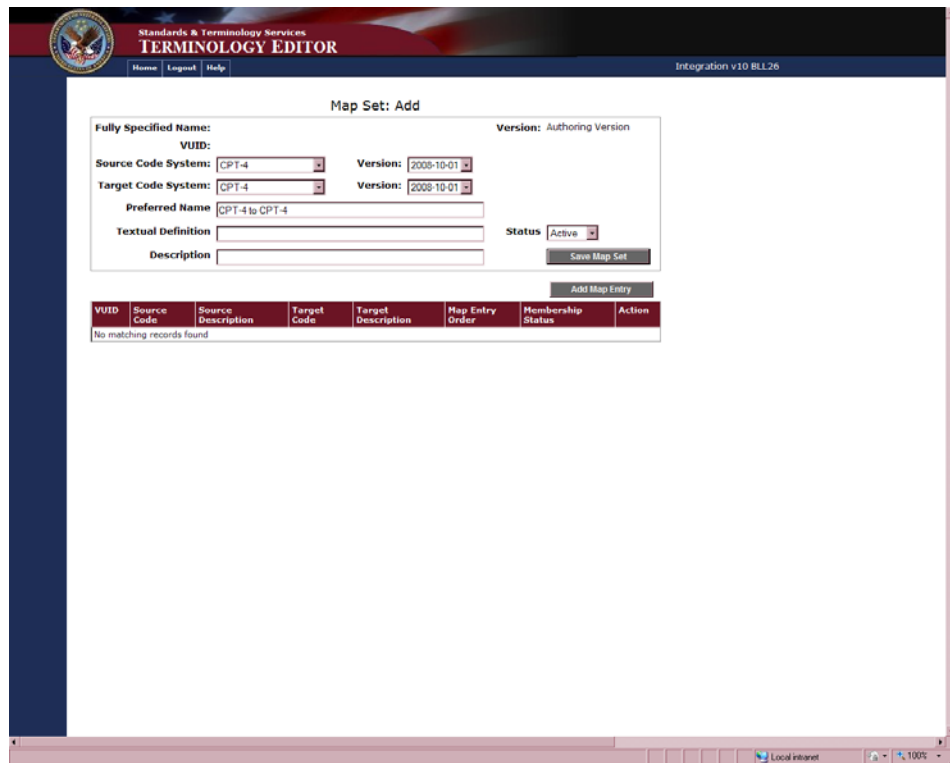 Standards & Terminology Services
TERMINOLOGY EDITOR
Home Logout Help
Integration v10 BLL26
Map Set: Add
Fully Specified Name:
Version: Authoring Version
VUID:
Source Code System: CPT-4 Version: 2008-10-01
Target Code System: CPT-4 Version: 2008-10-01
Preferred Name CPT-4 to CPT-4
Textual Definition
Status Active
Description
Save Map Set
Add Map Entry
VUID Source Code Source Description Target Code Target Description Map Entry Order Membership Status Action
No matching records found
Local intranet
100%